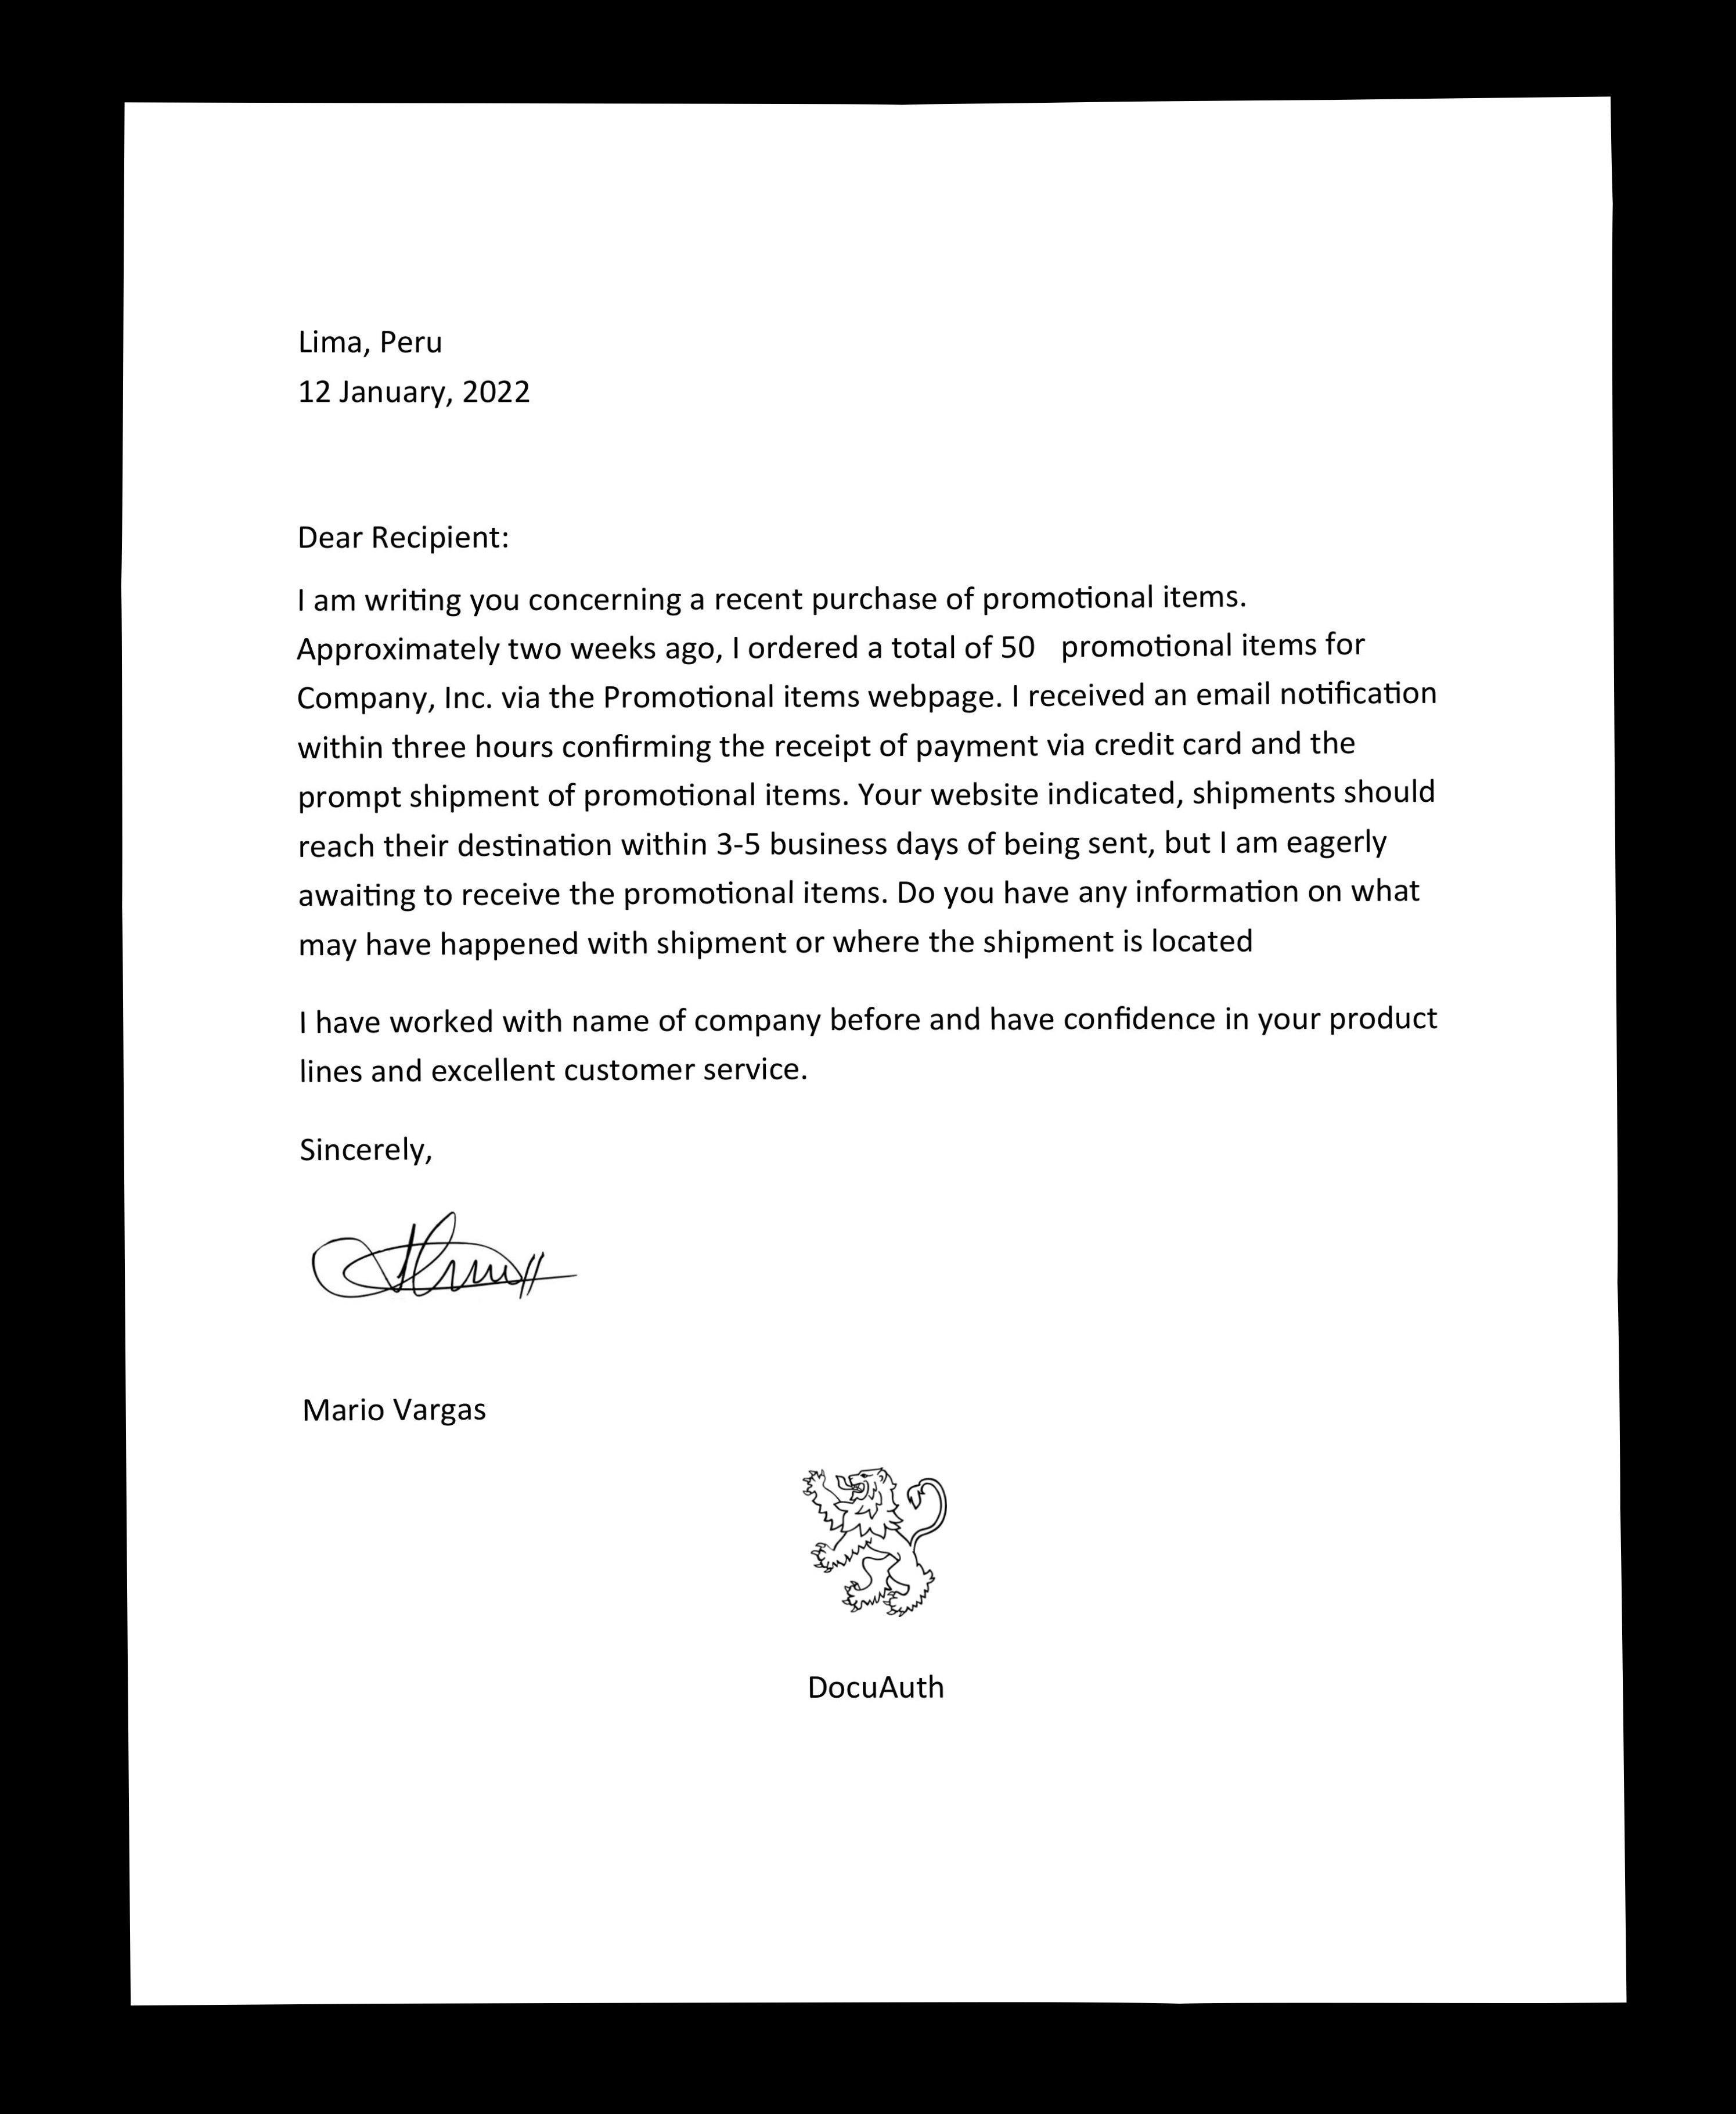 Lima, Peru
12 January, 2022
Dear Recipient:
I am writing you concerning a recent purchase of promotional items.
Approximately two weeks ago, I ordered a total of 50 promotional items for
Company, Inc. via the Promotional items webpage. I received an email notification
within three hours confirming the receipt of payment via credit card and the
prompt shipment of promotional items. Your website indicated, shipments should
reach their destination within 3-5 business days of being sent, but I am eagerly
awaiting to receive the promotional items. Do you have any information on what
may have happened with shipment or where the shipment is located
I have worked with name of company before and have confidence in your product
lines and excellent customer service.
Sincerely,
Mario Vargas
DocuAuth